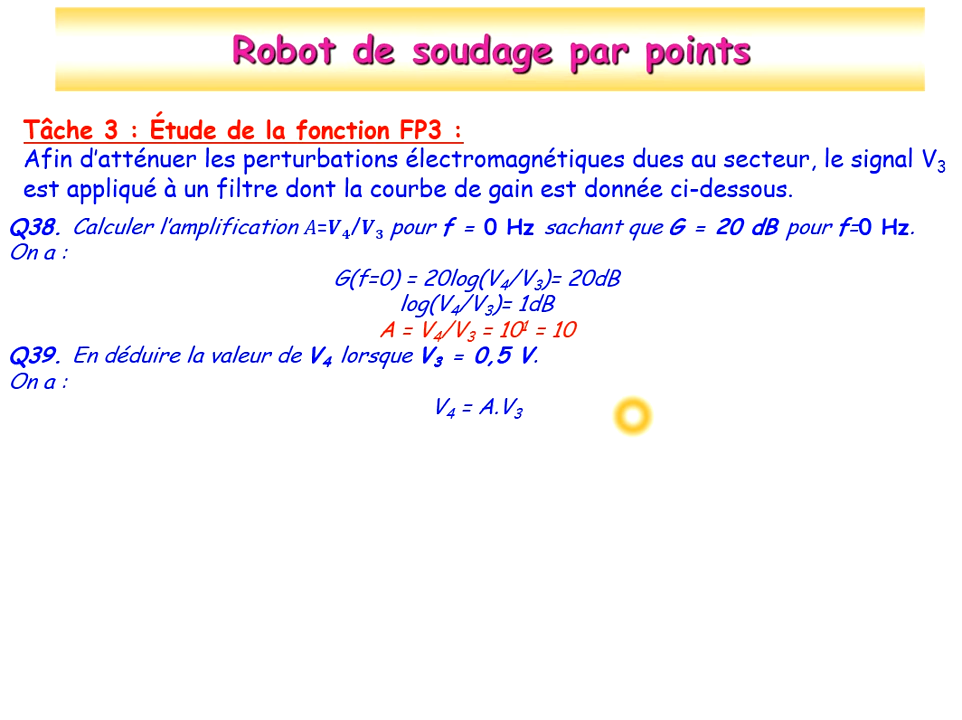 Robot de soudage par points
Tâche 3 : Étude de la fonction FP3 :
Afin d’atténuer les perturbations électromagnétiques dues au secteur, le signal V₃
est appliqué à un filtre dont la courbe de gain est donnée ci-dessous.
Q38. Calculer l’amplification A=V₄/V₃ pour f = 0 Hz sachant que G = 20 dB pour f=0 Hz.
On a :
G(f=0) = 20log(V₄/V₃)= 20dB
log(V₄/V₃)= 1dB
A = V₄/V₃ = 10¹ = 10
Q39. En déduire la valeur de V₄ lorsque V₃ = 0,5 V.
On a :
V₄ = A.V₃